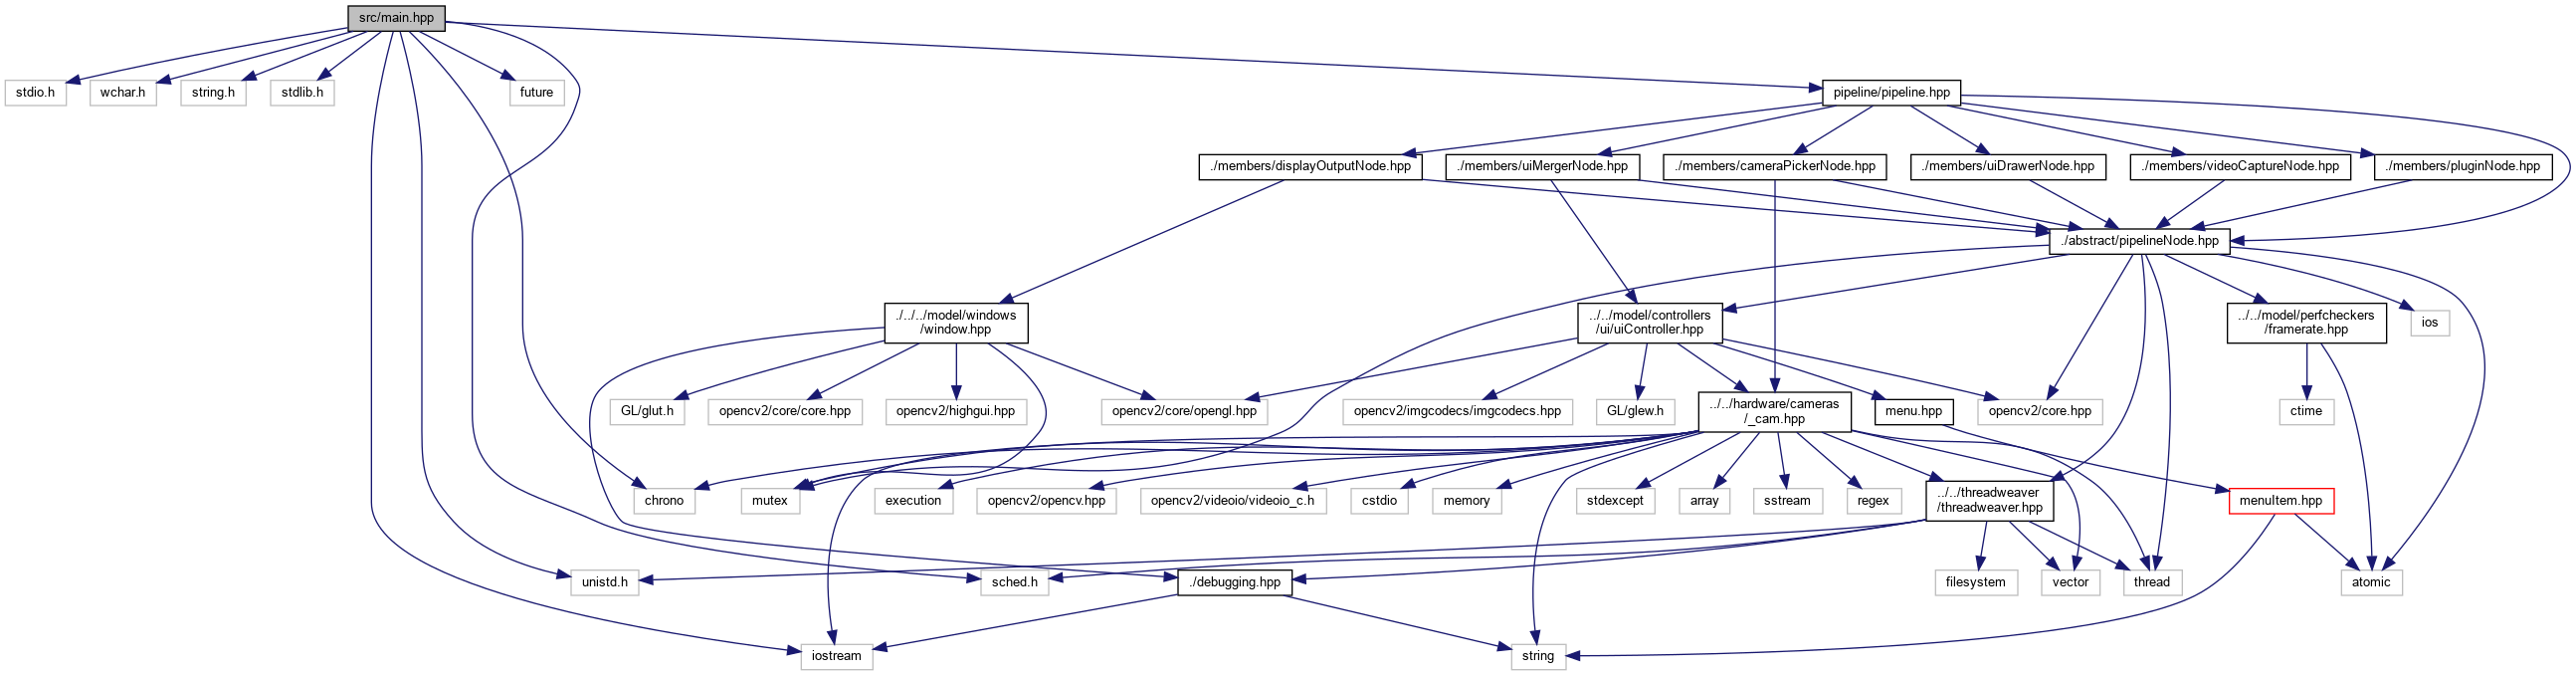 src/main.hpp
stdio.h
wchar.h
string.h
stdlib.h
future
pipeline/pipeline.hpp
./members/displayOutputNode.hpp
./members/uiMergerNode.hpp
./members/cameraPickerNode.hpp
./members/uiDrawerNode.hpp
./members/videoCaptureNode.hpp
./members/pluginNode.hpp
./abstract/pipelineNode.hpp
./../../model/windows
/window.hpp
../../model/controllers
/ui/uiController.hpp
../../model/perfcheckers
/framerate.hpp
ios
GL/glut.h
opencv2/core/core.hpp
opencv2/highgui.hpp
opencv2/core/opengl.hpp
opencv2/imgcodecs/imgcodecs.hpp
GL/glew.h
../../hardware/cameras
/_cam.hpp
menu.hpp
opencv2/core.hpp
ctime
chrono
mutex
execution
opencv2/opencv.hpp
opencv2/videoio/videoio_c.h
cstdio
memory
stdexcept
array
sstream
regex
../../threadweaver
/threadweaver.hpp
menuItem.hpp
unistd.h
sched.h
./debugging.hpp
filesystem
vector
thread
atomic
iostream
string